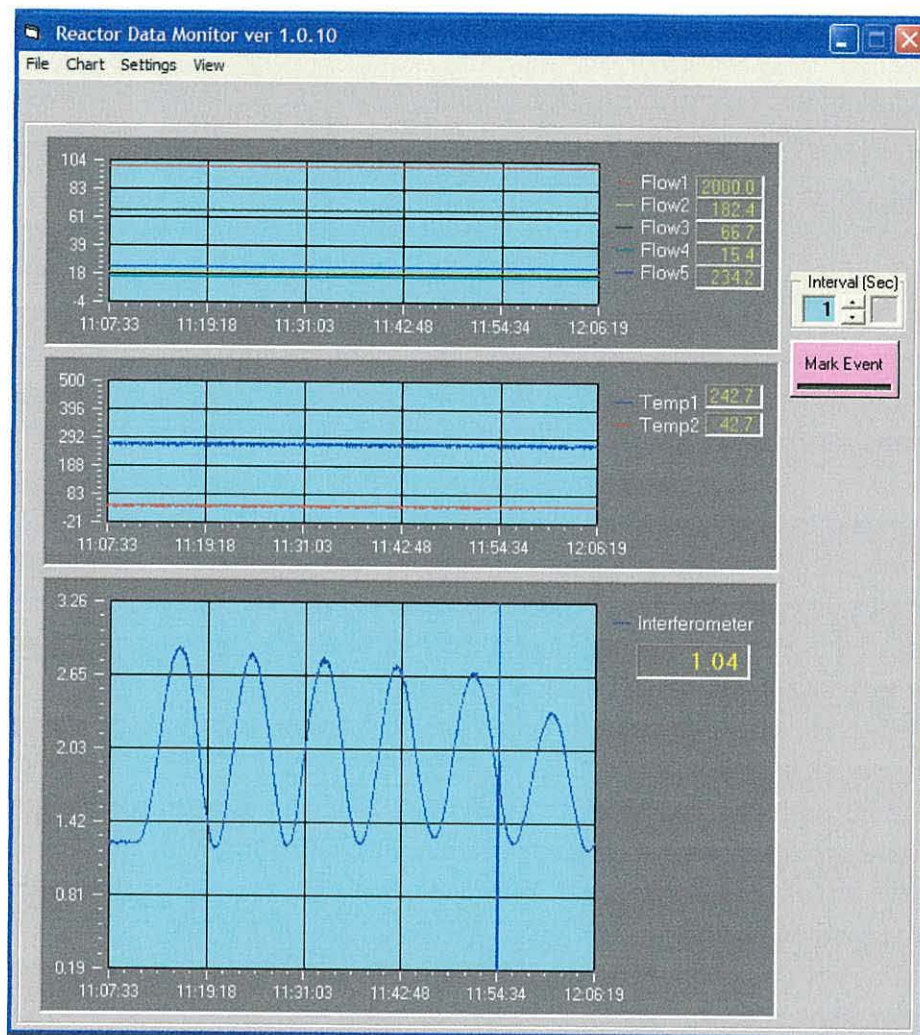 Reactor Data Monitor ver 1.0.10
File Chart Settings View
104
83
61
39
18
-4
11:07:33 11:19:18 11:31:03 11:42:48 11:54:34 12:06:19
Flow1 2000.0
Flow2 182.4
Flow3 66.7
Flow4 15.4
Flow5 234.2
Interval (Sec)
1
Mark Event
500
396
292
188
83
-21
11:07:33 11:19:18 11:31:03 11:42:48 11:54:34 12:06:19
Temp1 242.7
Temp2 42.7
3.26
2.65
2.03
1.42
0.81
0.19
11:07:33 11:19:18 11:31:03 11:42:48 11:54:34 12:06:19
Interferometer
1.04